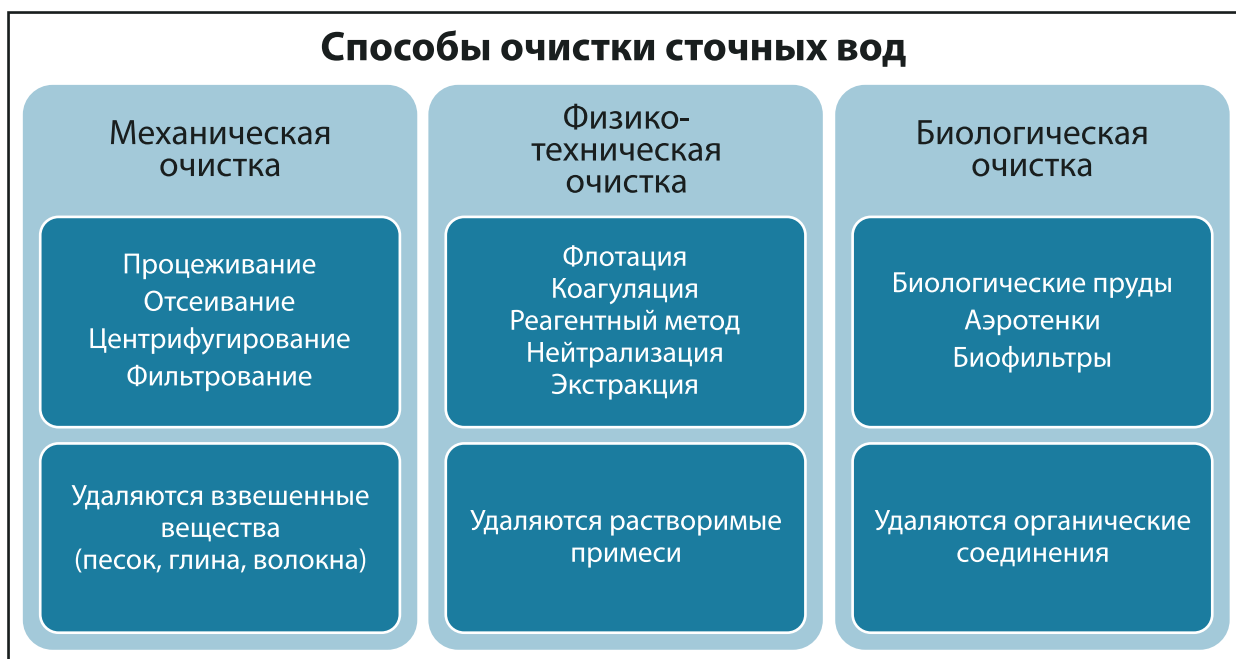 Способы очистки сточных вод
Механическая
очистка
Процеживание
Отсеивание
Центрифугирование
Фильтрование
Удаляются взвешенные
вещества
(песок, глина, волокна)
Физико-
техническая
очистка
Флотация
Коагуляция
Реагентный метод
Нейтрализация
Экстракция
Удаляются растворимые
примеси
Биологическая
очистка
Биологические пруды
Аэротенки
Биофильтры
Удаляются органические
соединения